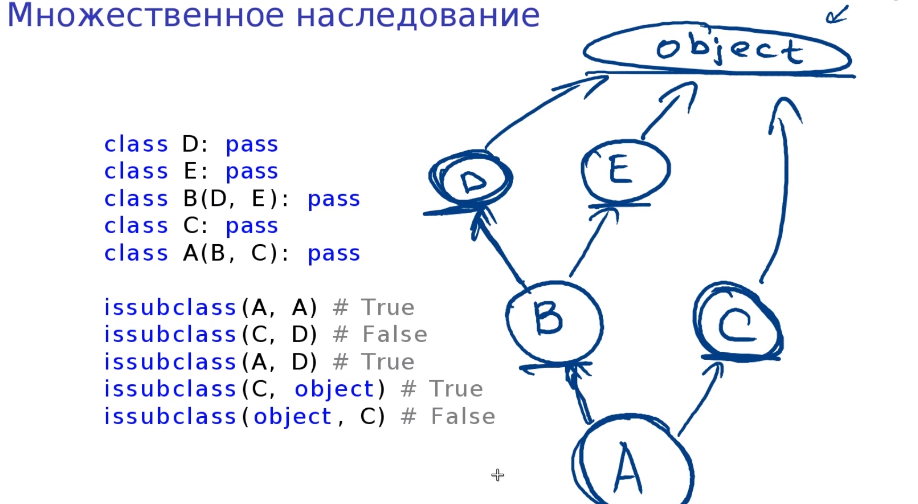 Множественное наследование
object
class D: pass
class E: pass
class B(D, E): pass
class C: pass
class A(B, C): pass
D
E
issubclass(A, A) # True
issubclass(C, D) # False
issubclass(A, D) # True
issubclass(C, object) # True
issubclass(object, C) # False
B
C
A